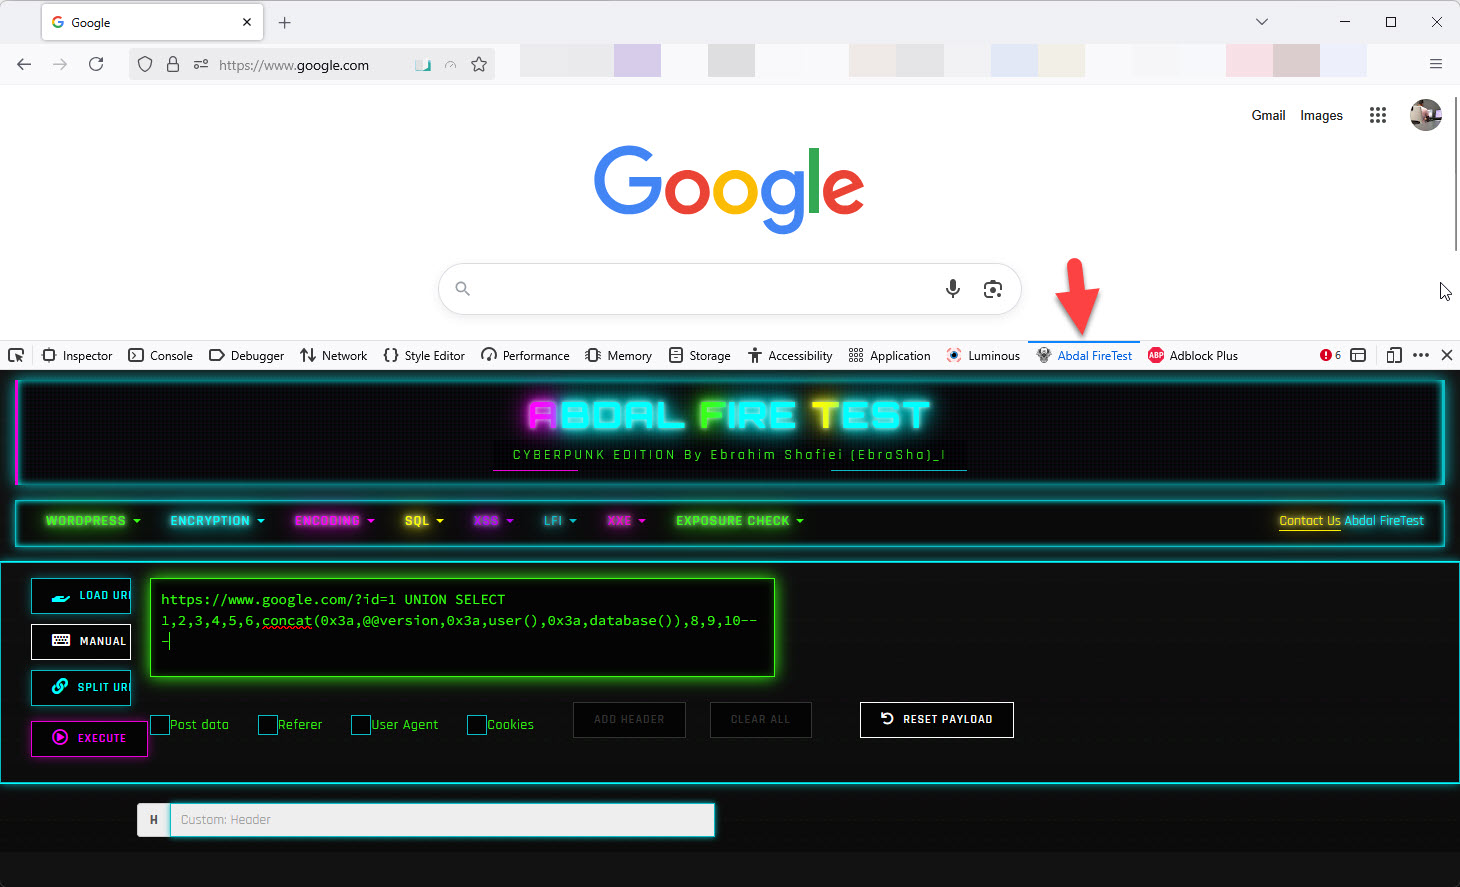 Google
https://www.google.com
Gmail Images
Google
Inspector Console Debugger Network Style Editor Performance Memory Storage Accessibility Application Luminous Abdal FireTest ABP Adblock Plus 6
ABDAL FIRE TEST
CYBERPUNK EDITION By Ebrahim Shafiei (EbraSha)_|
WORDPRESS ENCRYPTION ENCODING SQL XSS LFI XXE EXPOSURE CHECK Contact Us Abdal FireTest
LOAD URL
https://www.google.com/?id=1 UNION SELECT
1,2,3,4,5,6,concat(0x3a,@@version,0x3a,user(),0x3a,database()),8,9,10--
-
MANUAL
SPLIT URL
EXECUTE
Post data Referer User Agent Cookies ADD HEADER CLEAR ALL RESET PAYLOAD
H Custom: Header